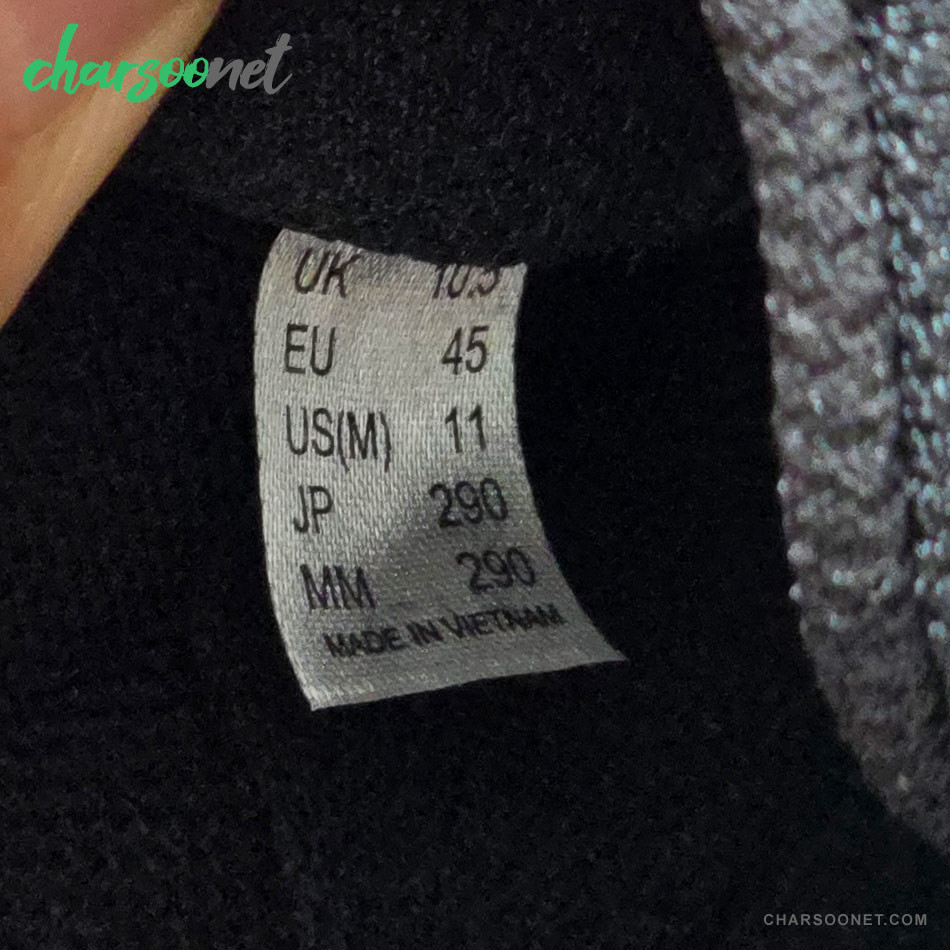 charsoonet
UK 10.5
EU 45
US(M) 11
JP 290
MM 290
MADE IN VIETNAM
CHARSOONET.COM